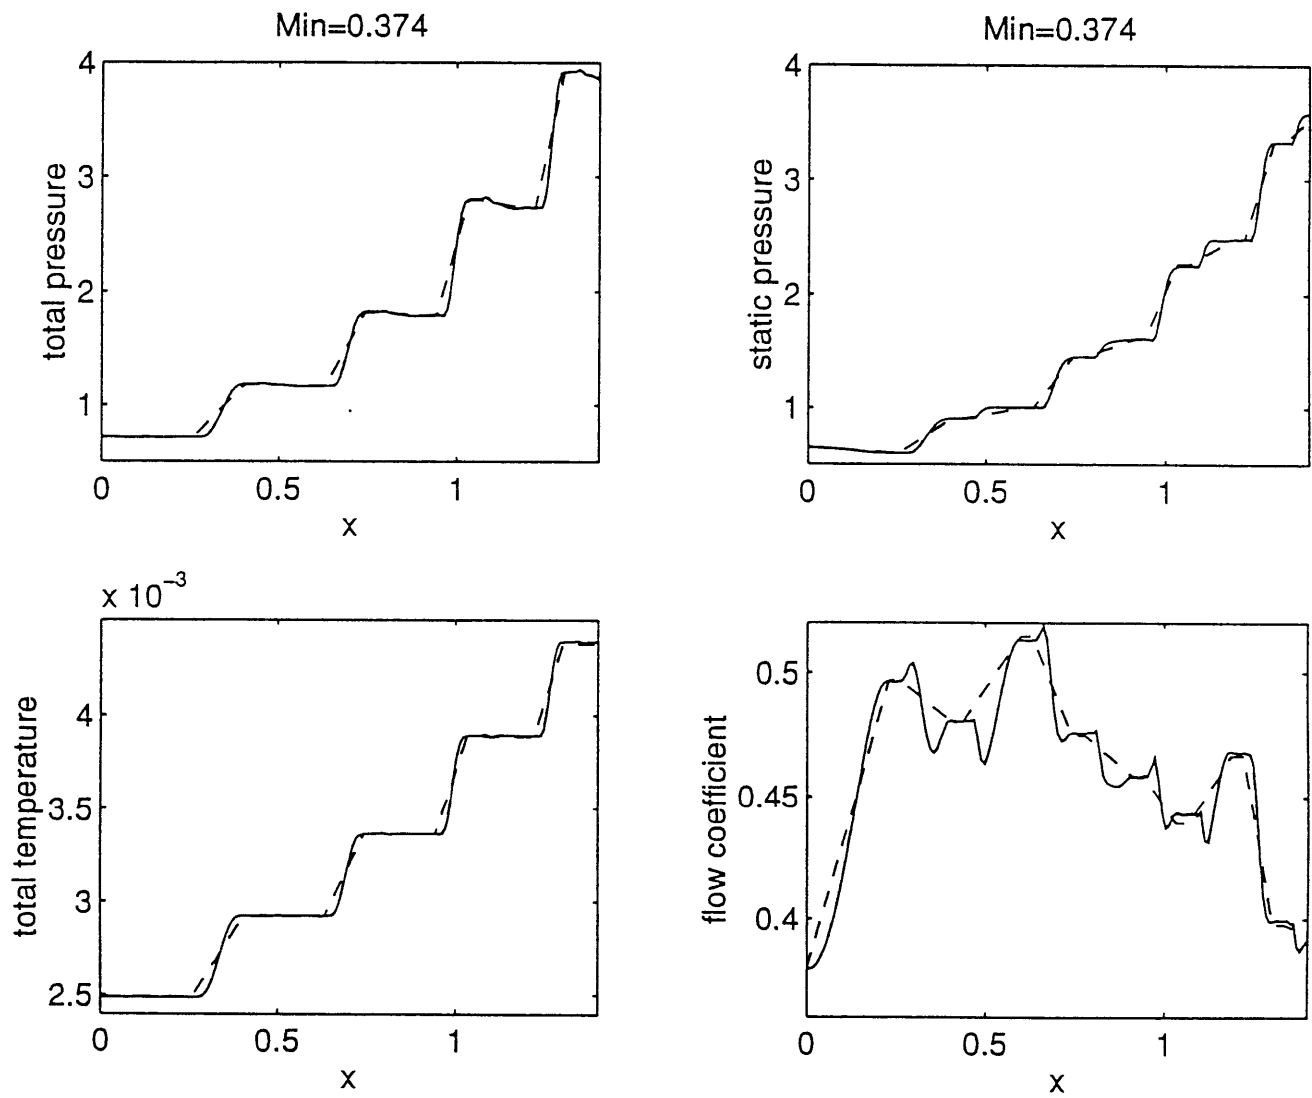 Min=0.374
total pressure
4
3
2
1
0
0.5
1
x
Min=0.374
static pressure
4
3
2
1
0
0.5
1
x
x 10⁻³
total temperature
4
3.5
3
2.5
0
0.5
1
x
flow coefficient
0.5
0.45
0.4
0
0.5
1
x